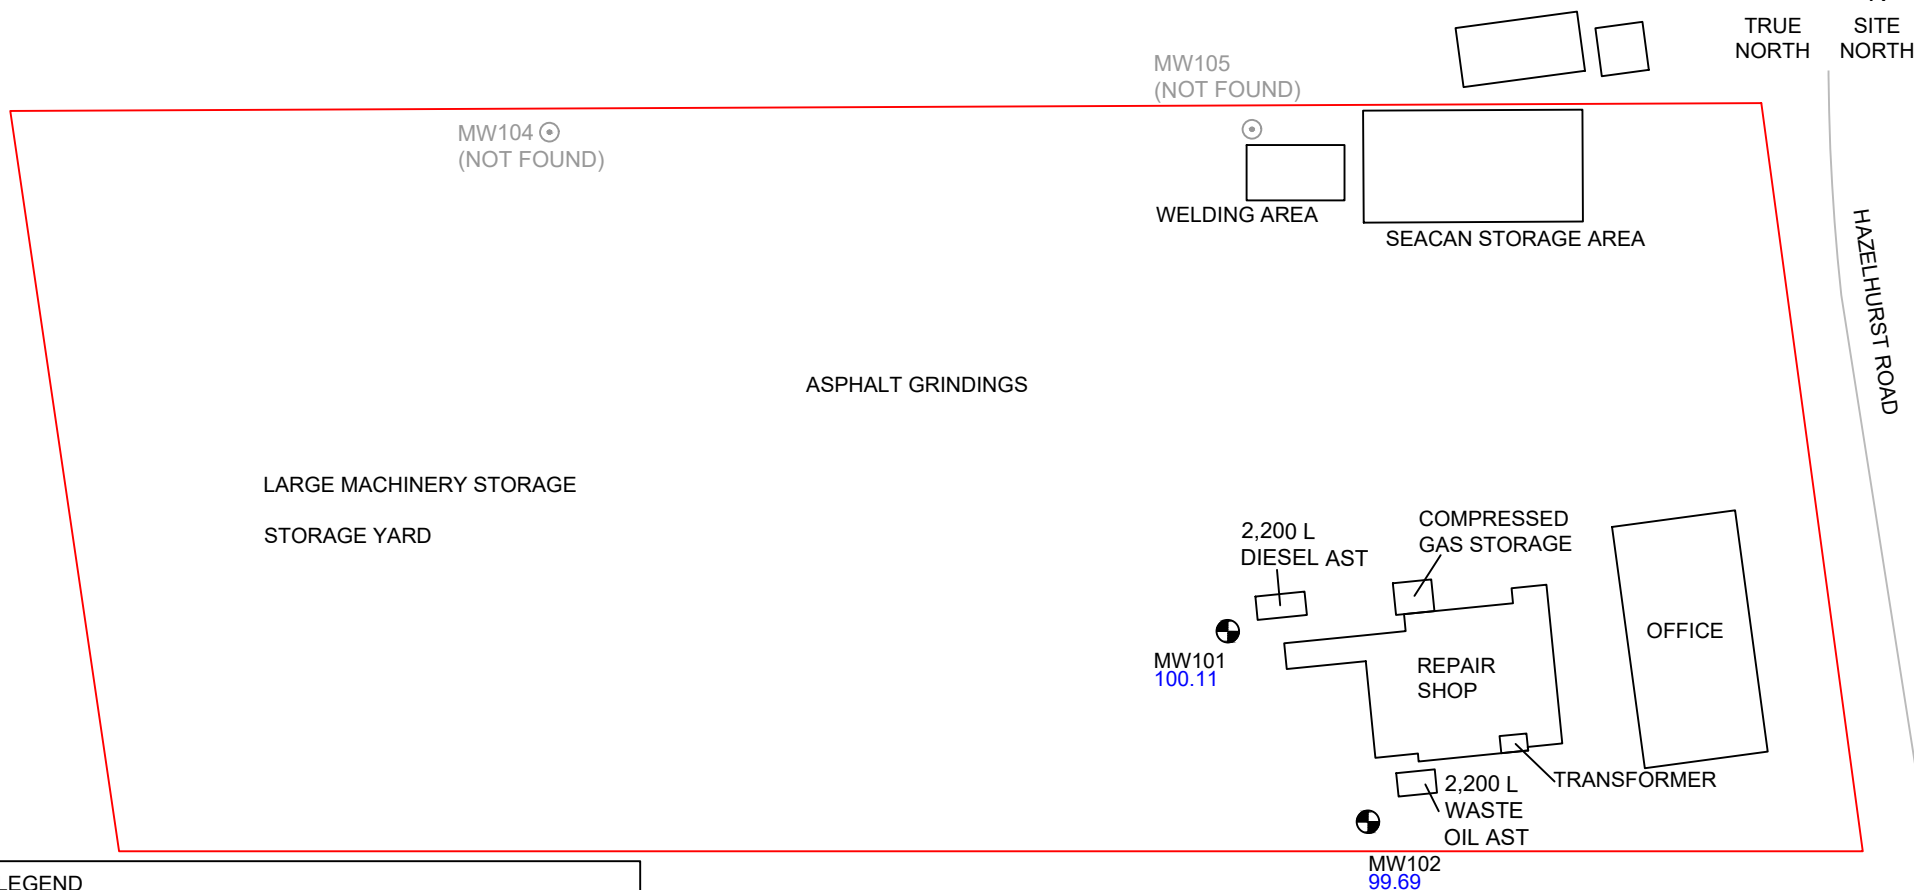 TRUE
NORTH
SITE
NORTH
MW105
(NOT FOUND)
MW104
(NOT FOUND)
WELDING AREA
SEACAN STORAGE AREA
HAZELHURST ROAD
ASPHALT GRINDINGS
LARGE MACHINERY STORAGE
STORAGE YARD
2,200 L
DIESEL AST
COMPRESSED
GAS STORAGE
OFFICE
MW101
100.11
REPAIR
SHOP
TRANSFORMER
2,200 L
WASTE
OIL AST
MW102
99.69
LEGEND